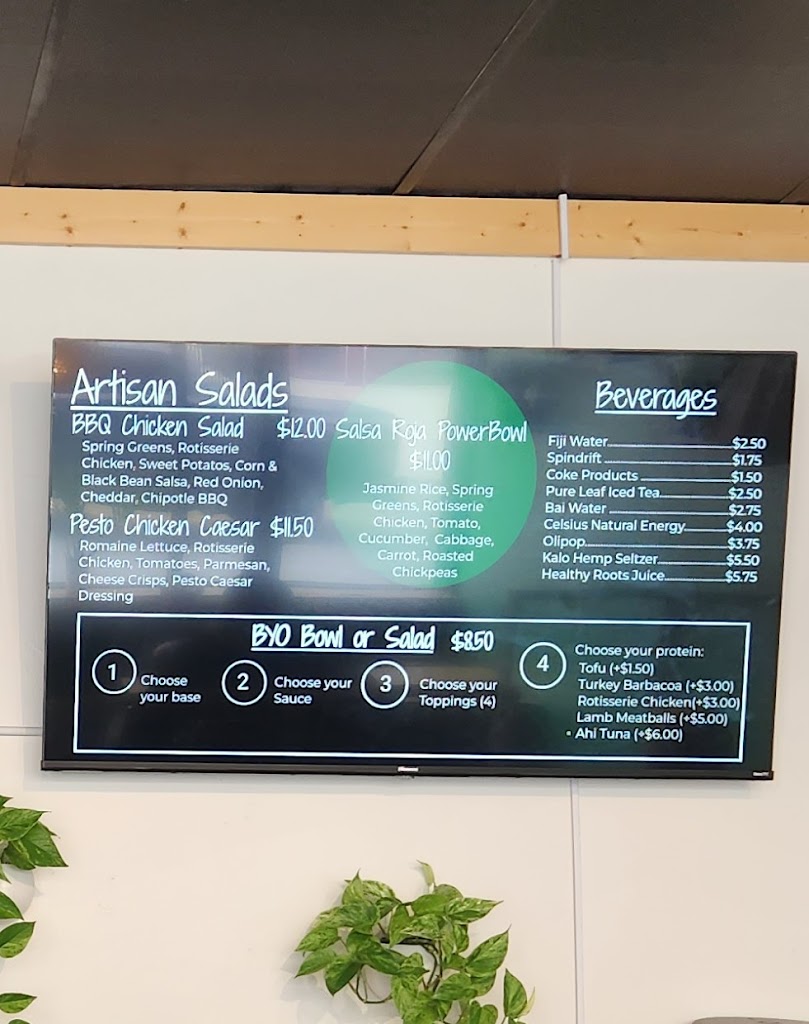 Artisan Salads
BBQ Chicken Salad $12.00
Spring Greens, Rotisserie
Chicken, Sweet Potatos, Corn &
Black Bean Salsa, Red Onion,
Cheddar, Chipotle BBQ
Pesto Chicken Caesar $11.50
Romaine Lettuce, Rotisserie
Chicken, Tomatoes, Parmesan,
Cheese Crisps, Pesto Caesar
Dressing
Salsa Roja PowerBowl
$11.00
Jasmine Rice, Spring
Greens, Rotisserie
Chicken, Tomato,
Cucumber, Cabbage,
Carrot, Roasted
Chickpeas
Beverages
Fiji Water $2.50
Spindrift $1.75
Coke Products $1.50
Pure Leaf Iced Tea $2.50
Bai Water $2.75
Celsius Natural Energy $4.00
Olipop $3.75
Kalo Hemp Seltzer $5.50
Healthy Roots Juice $5.75
BYO Bowl or Salad $8.50
1 Choose
your base
2 Choose your
Sauce
3 Choose your
Toppings (4)
4 Choose your protein:
Tofu (+$1.50)
Turkey Barbacoa (+$3.00)
Rotisserie Chicken(+$3.00)
Lamb Meatballs (+$5.00)
• Ahi Tuna (+$6.00)